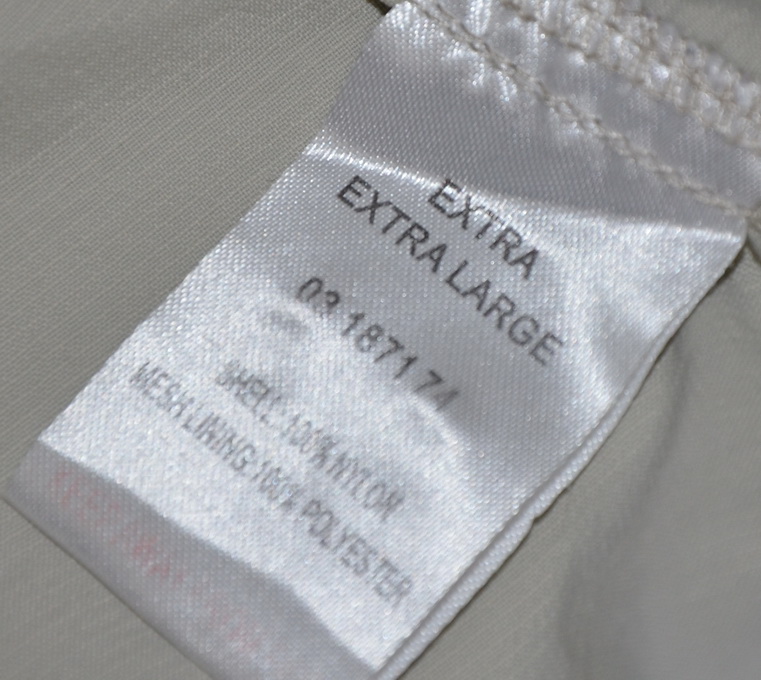 EXTRA
EXTRA LARGE
03 1871 74
SHELL:100% NYLON
MESH LINING:100% POLYESTER